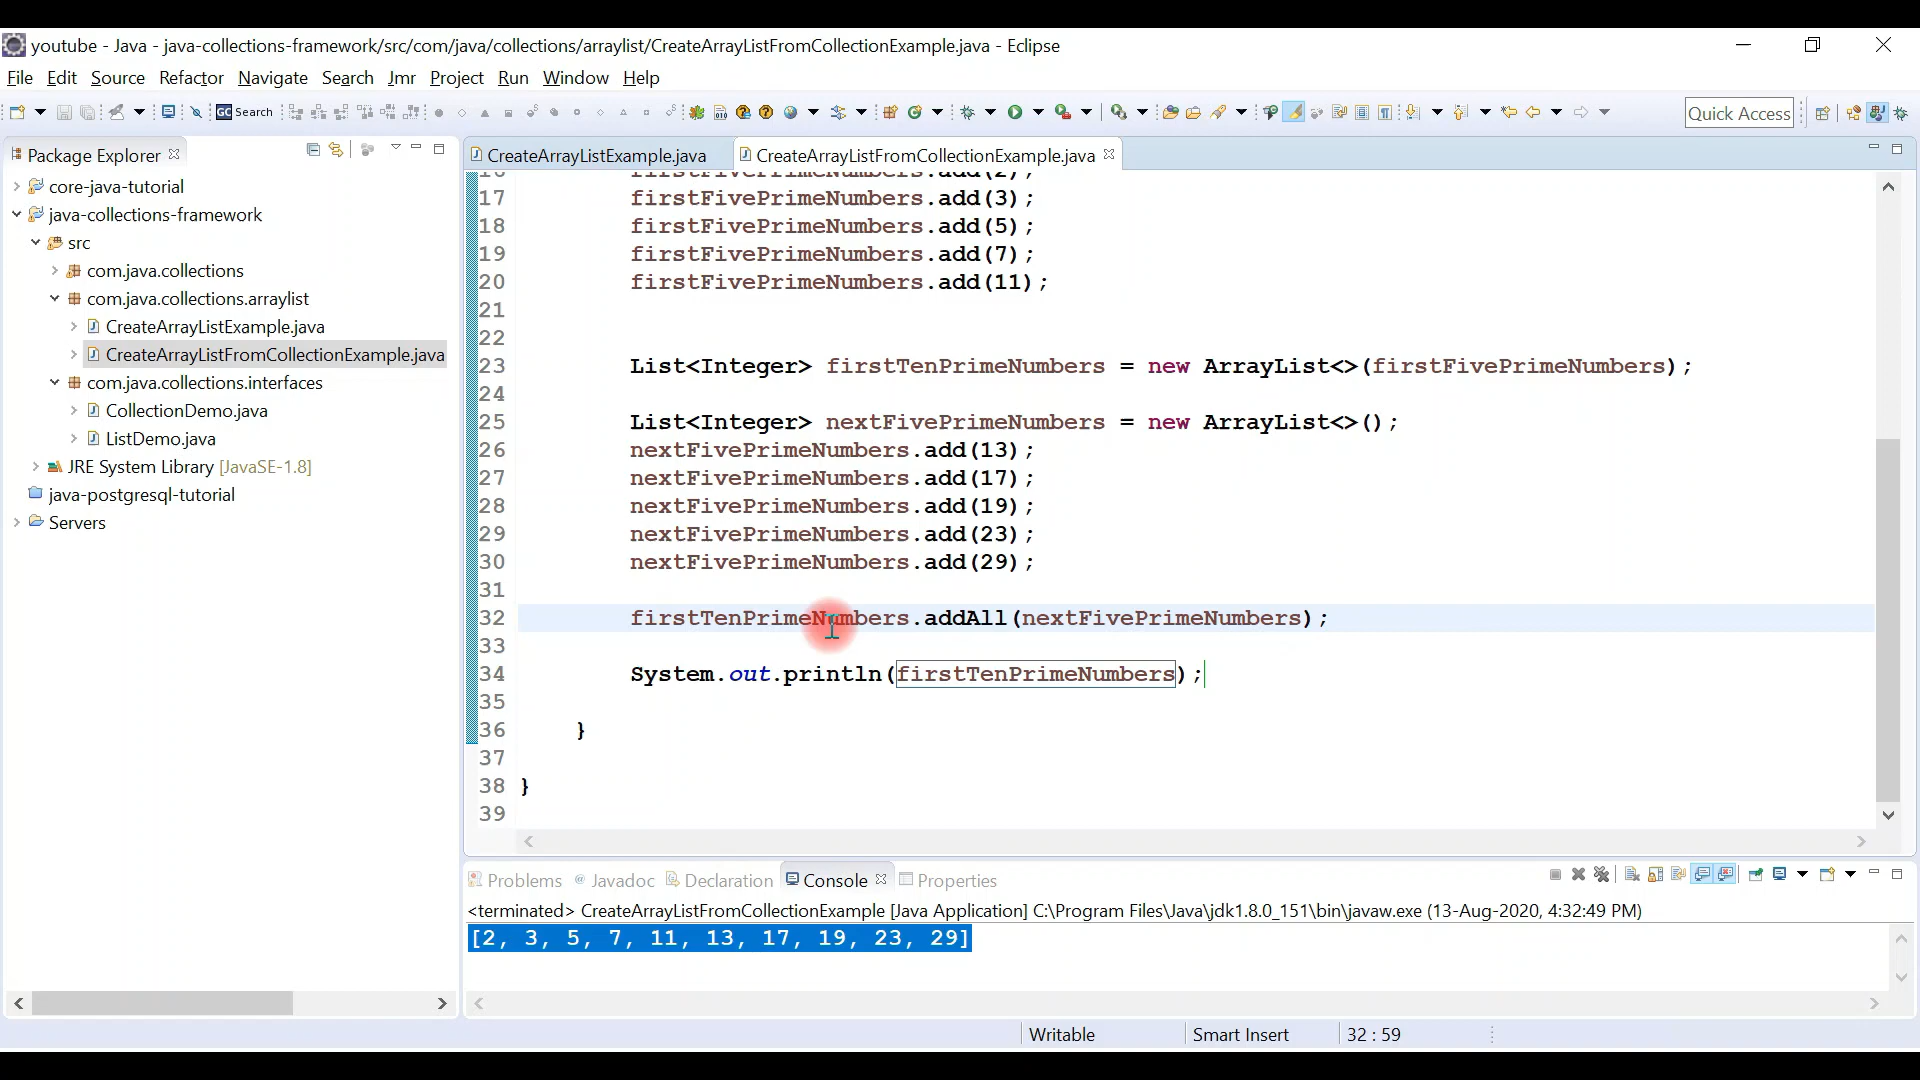 youtube - Java - java-collections-framework/src/com/java/collections/arraylist/CreateArrayListFromCollectionExample.java - Eclipse
File Edit Source Refactor Navigate Search Jmr Project Run Window Help
GC Search
010
Quick Access
Package Explorer
core-java-tutorial
java-collections-framework
src
com.java.collections
com.java.collections.arraylist
CreateArrayListExample.java
CreateArrayListFromCollectionExample.java
com.java.collections.interfaces
CollectionDemo.java
ListDemo.java
JRE System Library [JavaSE-1.8]
java-postgresql-tutorial
Servers
CreateArrayListExample.java CreateArrayListFromCollectionExample.java
16 firstFivePrimeNumbers.add(2);
17 firstFivePrimeNumbers.add(3);
18 firstFivePrimeNumbers.add(5);
19 firstFivePrimeNumbers.add(7);
20 firstFivePrimeNumbers.add(11);
21
22
23 List<Integer> firstTenPrimeNumbers = new ArrayList<>(firstFivePrimeNumbers);
24
25 List<Integer> nextFivePrimeNumbers = new ArrayList<>();
26 nextFivePrimeNumbers.add(13);
27 nextFivePrimeNumbers.add(17);
28 nextFivePrimeNumbers.add(19);
29 nextFivePrimeNumbers.add(23);
30 nextFivePrimeNumbers.add(29);
31
32 firstTenPrimeNumbers.addAll(nextFivePrimeNumbers);
33
34 System.out.println(firstTenPrimeNumbers);
35
36 }
37
38 }
39
Problems @ Javadoc Declaration Console Properties
<terminated> CreateArrayListFromCollectionExample [Java Application] C:\Program Files\Java\jdk1.8.0_151\bin\javaw.exe (13-Aug-2020, 4:32:49 PM)
[2, 3, 5, 7, 11, 13, 17, 19, 23, 29]
Writable Smart Insert 32 : 59